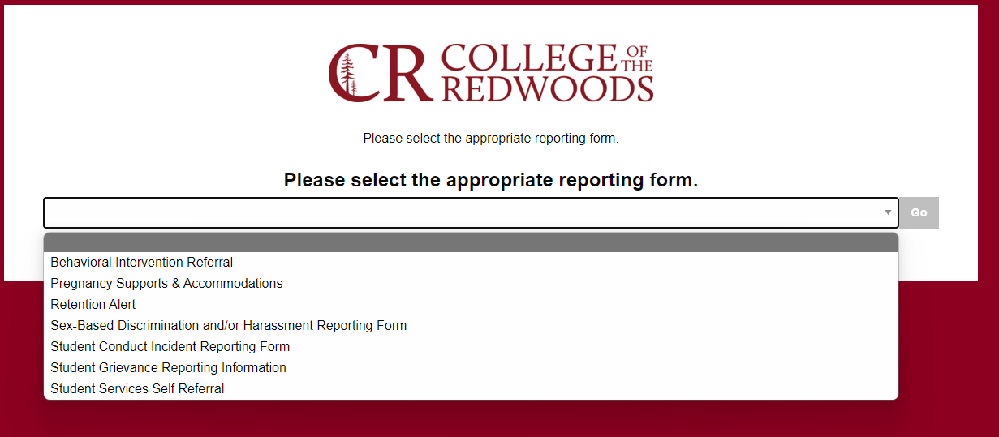 CR COLLEGE OF THE
REDWOODS
Please select the appropriate reporting form.
Please select the appropriate reporting form.
Go
Behavioral Intervention Referral
Pregnancy Supports & Accommodations
Retention Alert
Sex-Based Discrimination and/or Harassment Reporting Form
Student Conduct Incident Reporting Form
Student Grievance Reporting Information
Student Services Self Referral